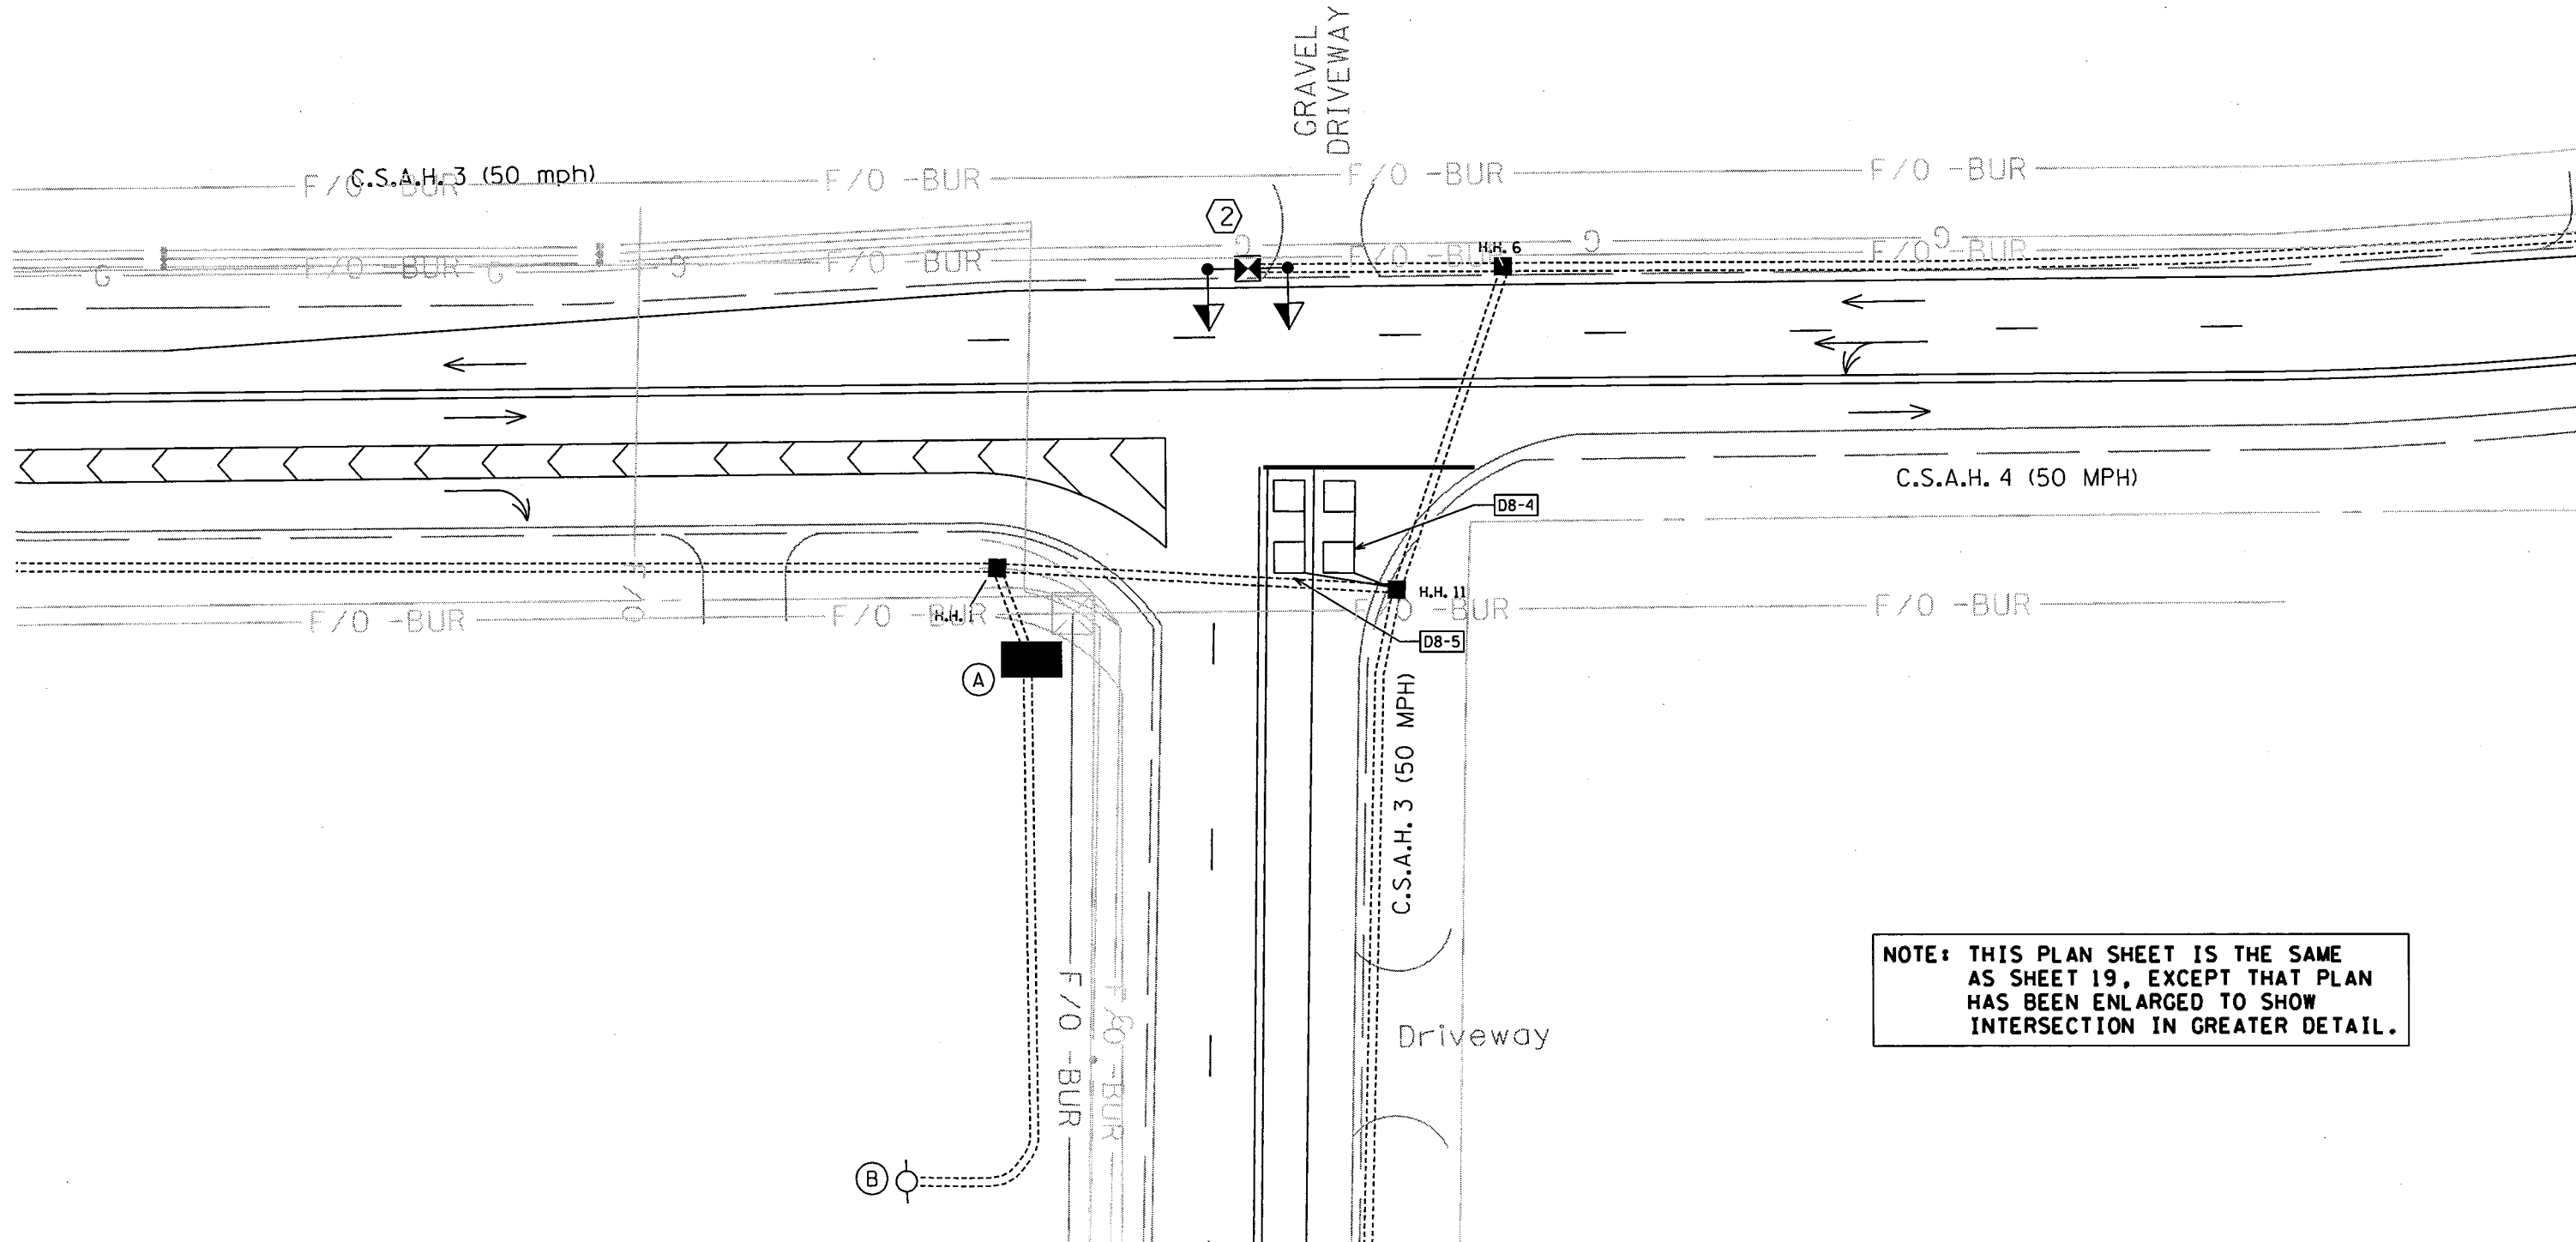 GRAVEL
DRIVEWAY
C.S.A.H. 3 (50 mph)
F/O -BUR
F/O -BUR
F/O -BUR
F/O -BUR
2
G
H.H. 6
G
G
F/O -BUR
G
G
F/O -BUR
F/O -BUR
F/O -BUR
G
C.S.A.H. 4 (50 MPH)
D8-4
F/O
H.H. 11
F/O -BUR
F/O -BUR
H.H. 1
F/O -BUR
F/O -BUR
D8-5
A
C.S.A.H. 3 (50 MPH)
F/O -BUR
F/O -BUR
G
Driveway
B
NOTE: THIS PLAN SHEET IS THE SAME
AS SHEET 19, EXCEPT THAT PLAN
HAS BEEN ENLARGED TO SHOW
INTERSECTION IN GREATER DETAIL.